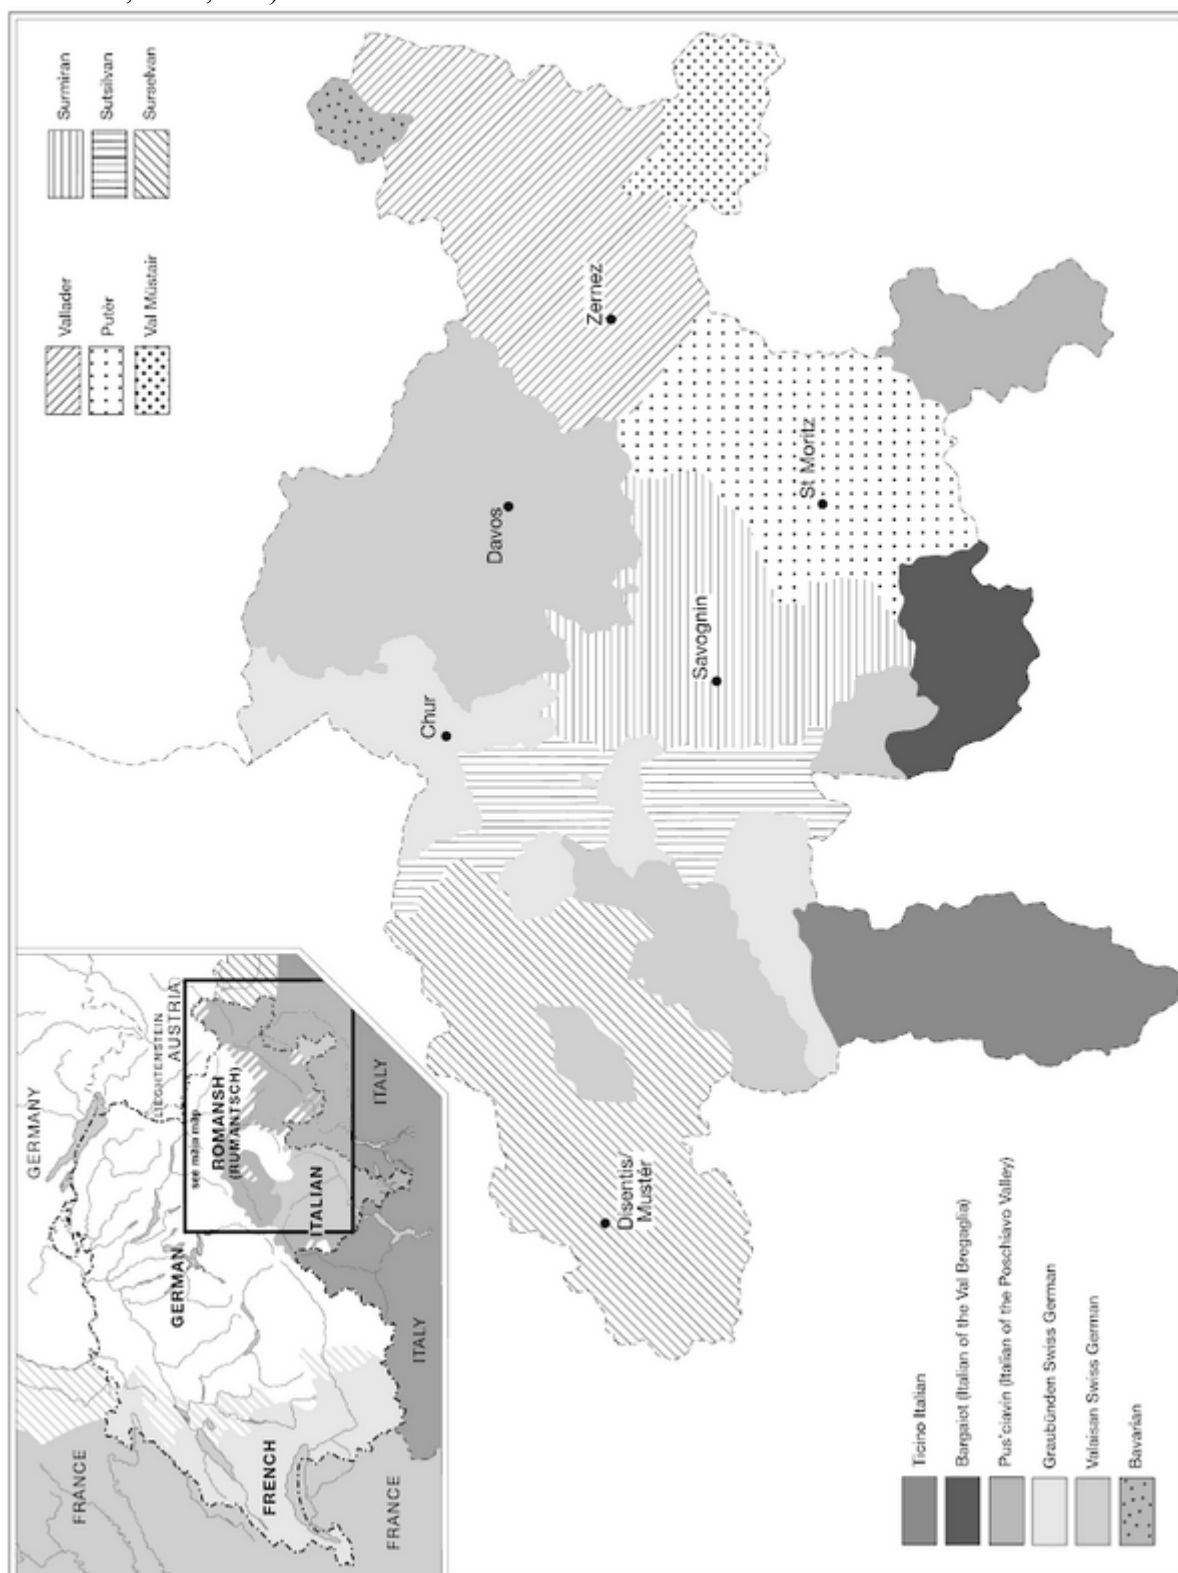 Surmiran
Sutsilvan
Surselvan
Vallader
Putèr
Val Müstair
Zernez
Davos
St Moritz
Savognin
Chur
Disentis/
Mustér
GERMANY
LIECHTENSTEIN
AUSTRIA
see main map
ROMANSH
(RUMANTSCH)
ITALY
ITALIAN
GERMAN
ITALY
FRANCE
FRENCH
FRANCE
Ticino Italian
Bargaiot (Italian of the Val Bregaglia)
Pus'ciavin (Italian of the Poschiavo Valley)
Graubünden Swiss German
Valaisan Swiss German
Bavarian